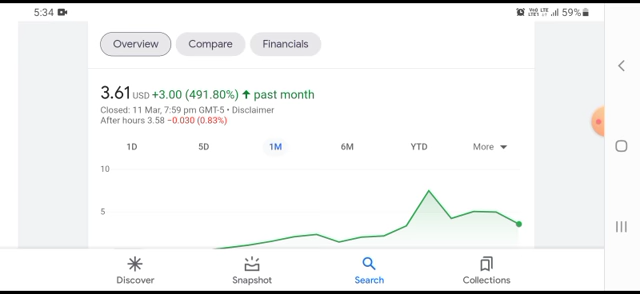 5:34 59%
Overview Compare Financials
3.61 USD +3.00 (491.80%) ↑ past month
Closed: 11 Mar, 7:59 pm GMT-5 • Disclaimer
After hours 3.58 −0.030 (0.83%)
1D 5D 1M 6M YTD More
10
5
Discover Snapshot Search Collections